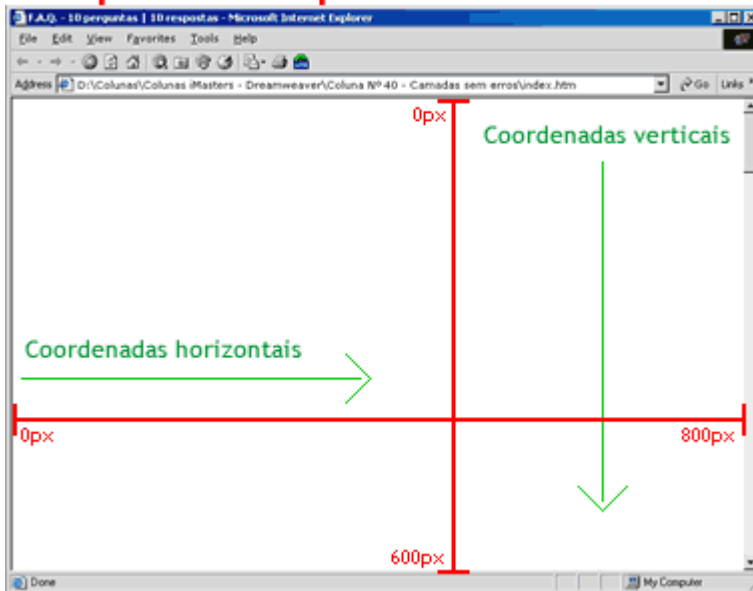 F.A.Q. - 10 perguntas | 10 respostas - Microsoft Internet Explorer
File Edit View Favorites Tools Help
Address D:\Colunas\Colunas iMasters - Dreamweaver\Coluna Nº 40 - Camadas sem erros\index.htm Go Links
0px
Coordenadas verticais
Coordenadas horizontais
0px 800px
600px
Done My Computer